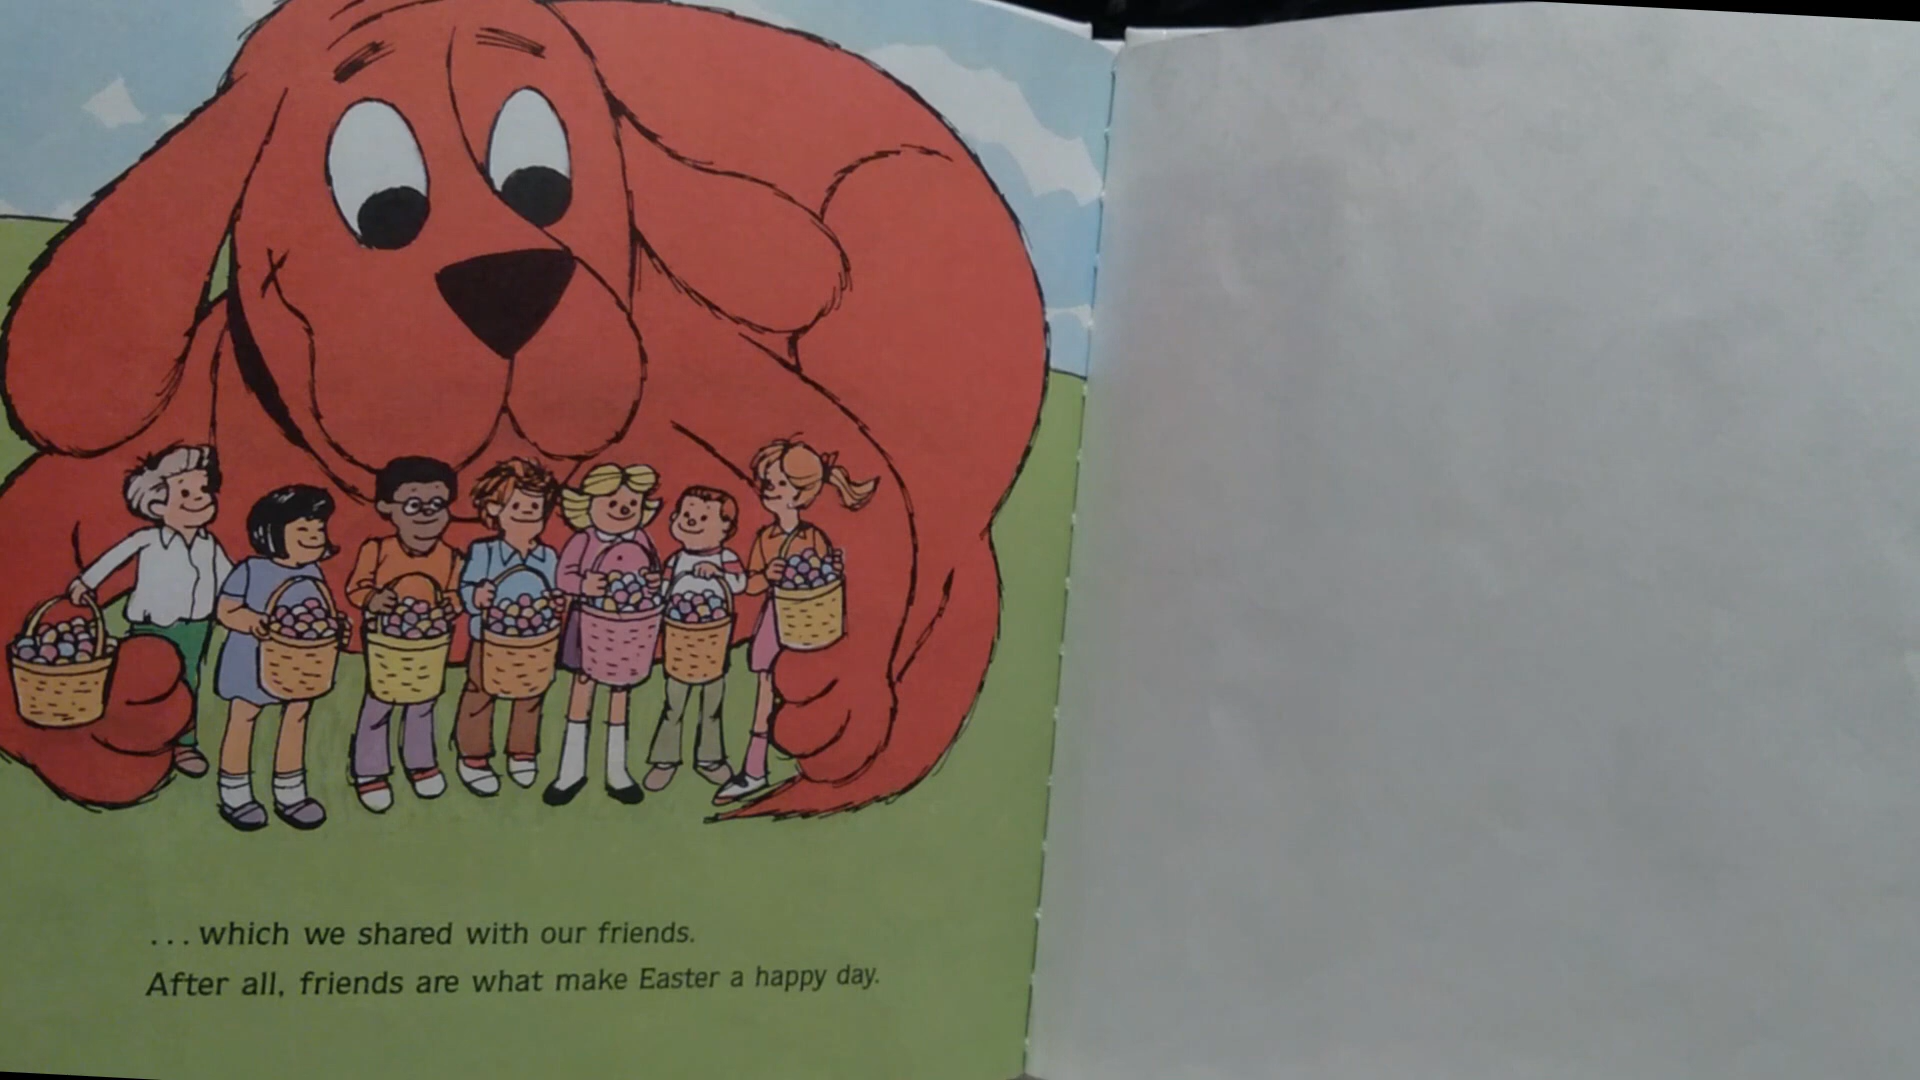 ...which we shared with our friends.
After all, friends are what make Easter a happy day.